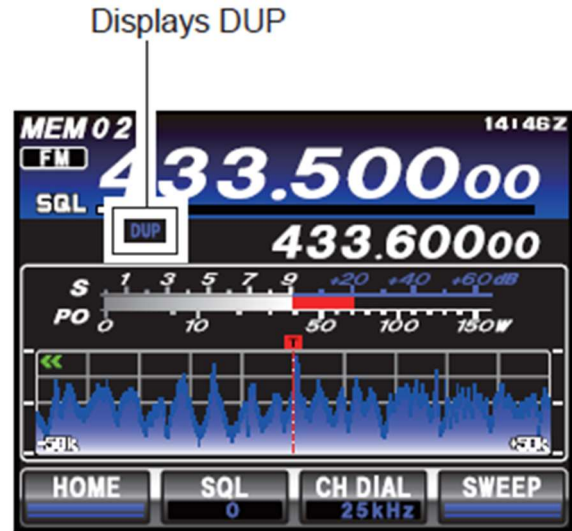 Displays DUP
MEM 02 14:46Z
FM 433.50000
SQL
DUP 433.60000
S 1 3 5 7 9 +20 +40 +60dB
PO 0 10 50 100 150W
T
-50k +50k
HOME SQL CH DIAL SWEEP
0 25kHz